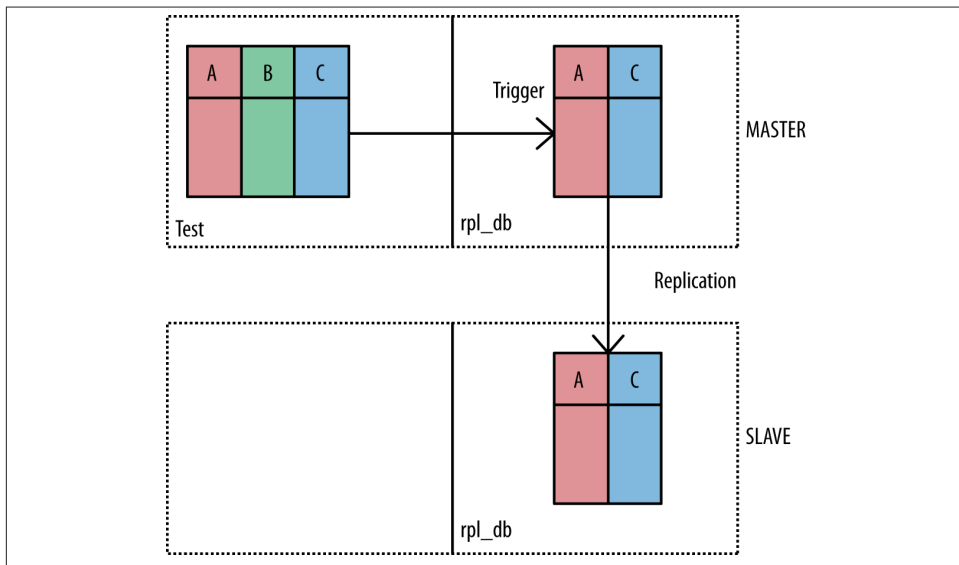 A B C
A C
Trigger
MASTER
Test
rpl_db
Replication
A C
SLAVE
rpl_db